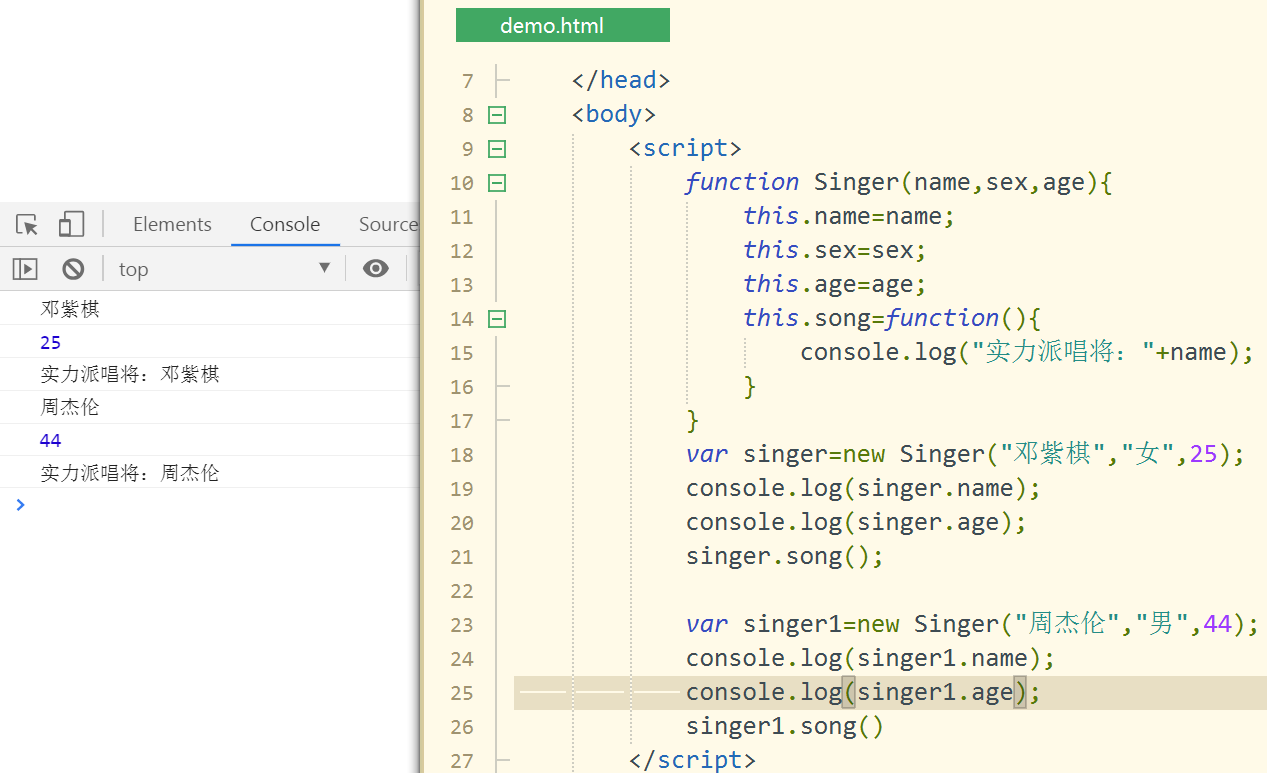 Elements Console Source
top
邓紫棋
25
实力派唱将：邓紫棋
周杰伦
44
实力派唱将：周杰伦
demo.html
7 </head>
8 <body>
9 <script>
10 function Singer(name,sex,age){
11 this.name=name;
12 this.sex=sex;
13 this.age=age;
14 this.song=function(){
15 console.log("实力派唱将："+name);
16 }
17 }
18 var singer=new Singer("邓紫棋","女",25);
19 console.log(singer.name);
20 console.log(singer.age);
21 singer.song();
22
23 var singer1=new Singer("周杰伦","男",44);
24 console.log(singer1.name);
25 console.log(singer1.age);
26 singer1.song()
27 </script>